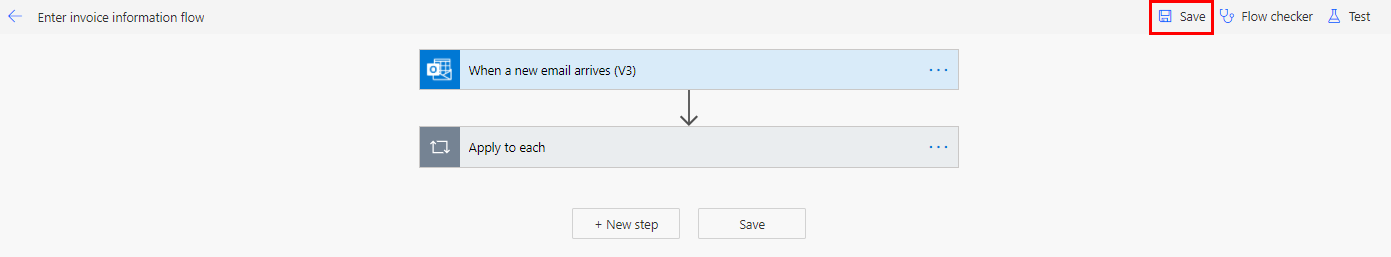 Enter invoice information flow
Save
Flow checker
Test
When a new email arrives (V3)
Apply to each
+ New step
Save